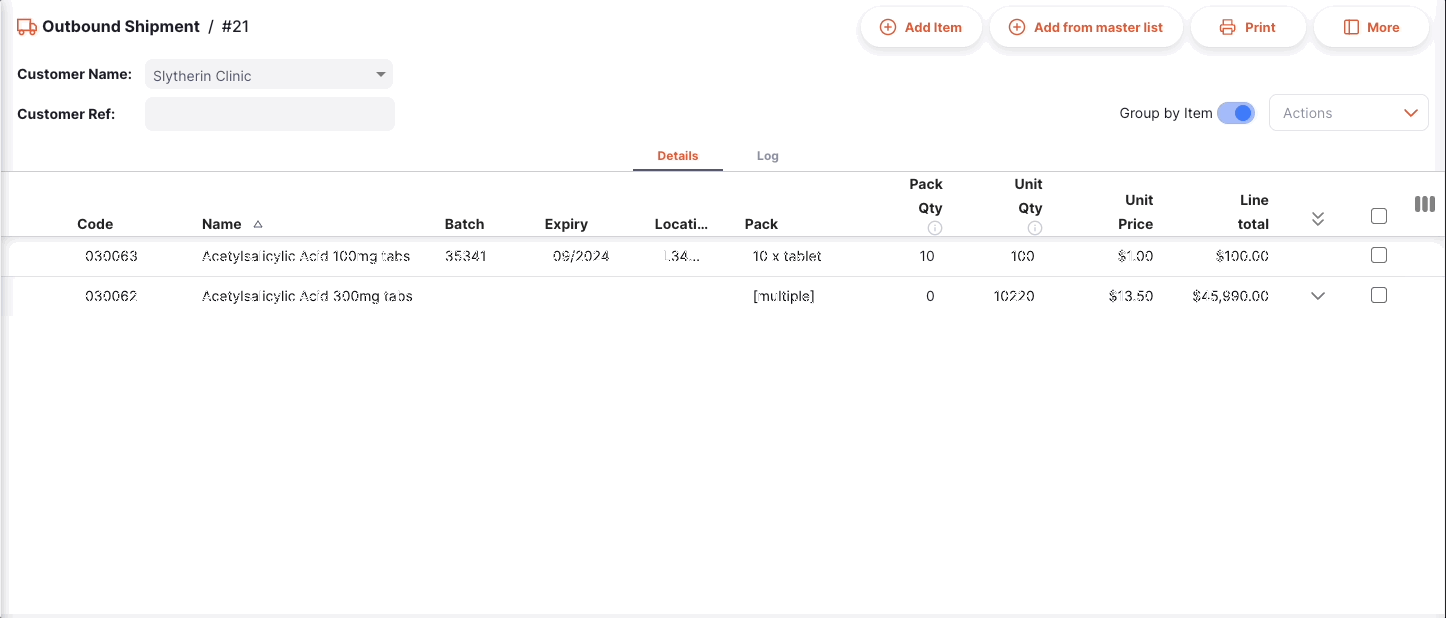 Outbound Shipment / #21
Add Item
Add from master list
Print
More
Customer Name: Slytherin Clinic
Customer Ref:
Group by Item
Actions
Details Log
Code Name Batch Expiry Locati... Pack Pack Qty Unit Qty Unit Price Line total
030063 Acetylsalicylic Acid 100mg tabs 35341 09/2024 L34... 10 x tablet 10 100 $1.00 $100.00
030062 Acetylsalicylic Acid 300mg tabs [multiple] 0 10220 $13.50 $45,990.00